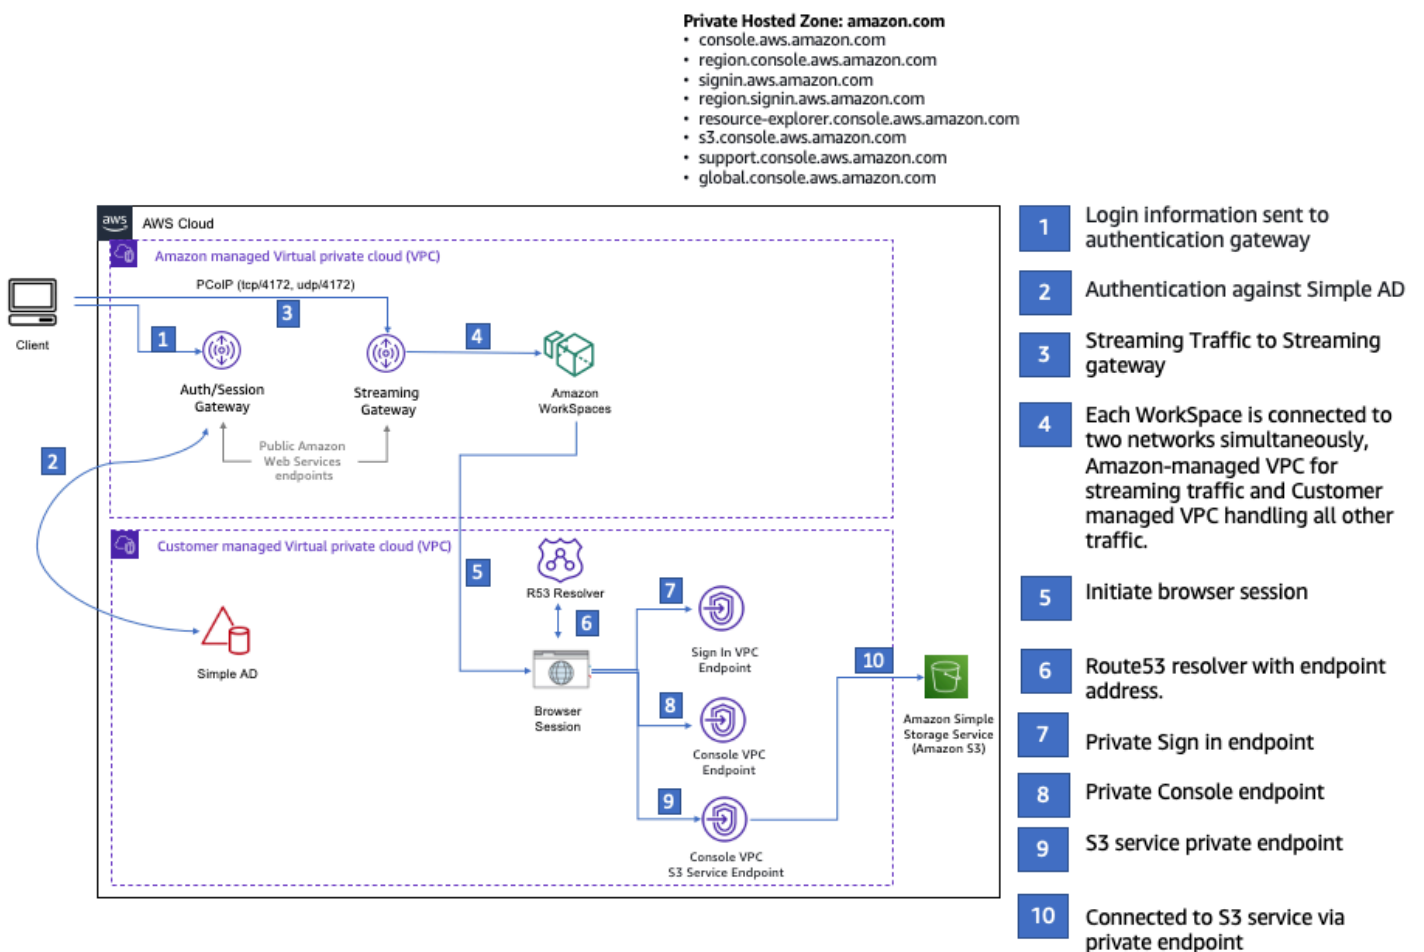 Private Hosted Zone: amazon.com
• console.aws.amazon.com
• region.console.aws.amazon.com
• signin.aws.amazon.com
• region.signin.aws.amazon.com
• resource-explorer.console.aws.amazon.com
• s3.console.aws.amazon.com
• support.console.aws.amazon.com
• global.console.aws.amazon.com
aws
AWS Cloud
Amazon managed Virtual private cloud (VPC)
PCoIP (tcp/4172, udp/4172)
3
1
4
Client
Auth/Session
Gateway
Streaming
Gateway
Amazon
WorkSpaces
Public Amazon
Web Services
endpoints
2
Customer managed Virtual private cloud (VPC)
5
R53 Resolver
6
7
Sign In VPC
Endpoint
Simple AD
Browser
Session
8
Console VPC
Endpoint
9
Console VPC
S3 Service Endpoint
10
Amazon Simple
Storage Service
(Amazon S3)
1
Login information sent to
authentication gateway
2
Authentication against Simple AD
3
Streaming Traffic to Streaming
gateway
4
Each WorkSpace is connected to
two networks simultaneously,
Amazon-managed VPC for
streaming traffic and Customer
managed VPC handling all other
traffic.
5
Initiate browser session
6
Route53 resolver with endpoint
address.
7
Private Sign in endpoint
8
Private Console endpoint
9
S3 service private endpoint
10
Connected to S3 service via
private endpoint